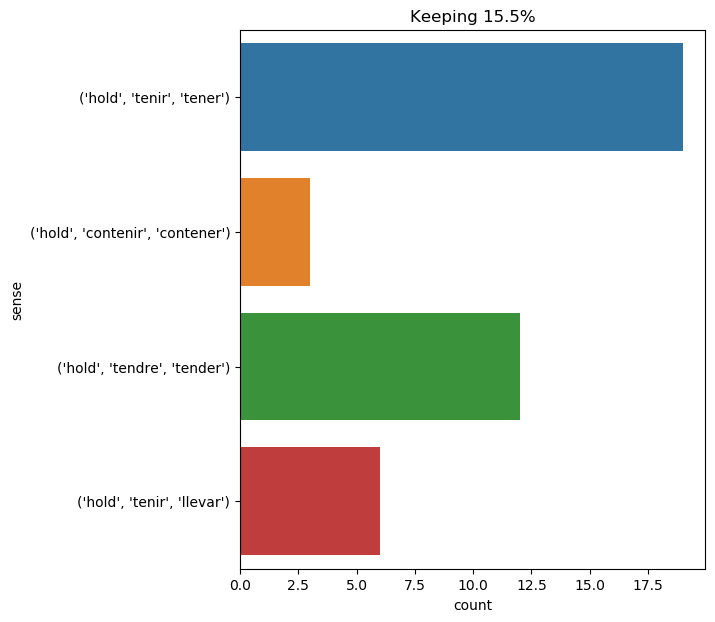 Keeping 15.5%
('hold', 'tenir', 'tener')
('hold', 'contenir', 'contener')
('hold', 'tendre', 'tender')
('hold', 'tenir', 'llevar')
sense
0.0 2.5 5.0 7.5 10.0 12.5 15.0 17.5
count